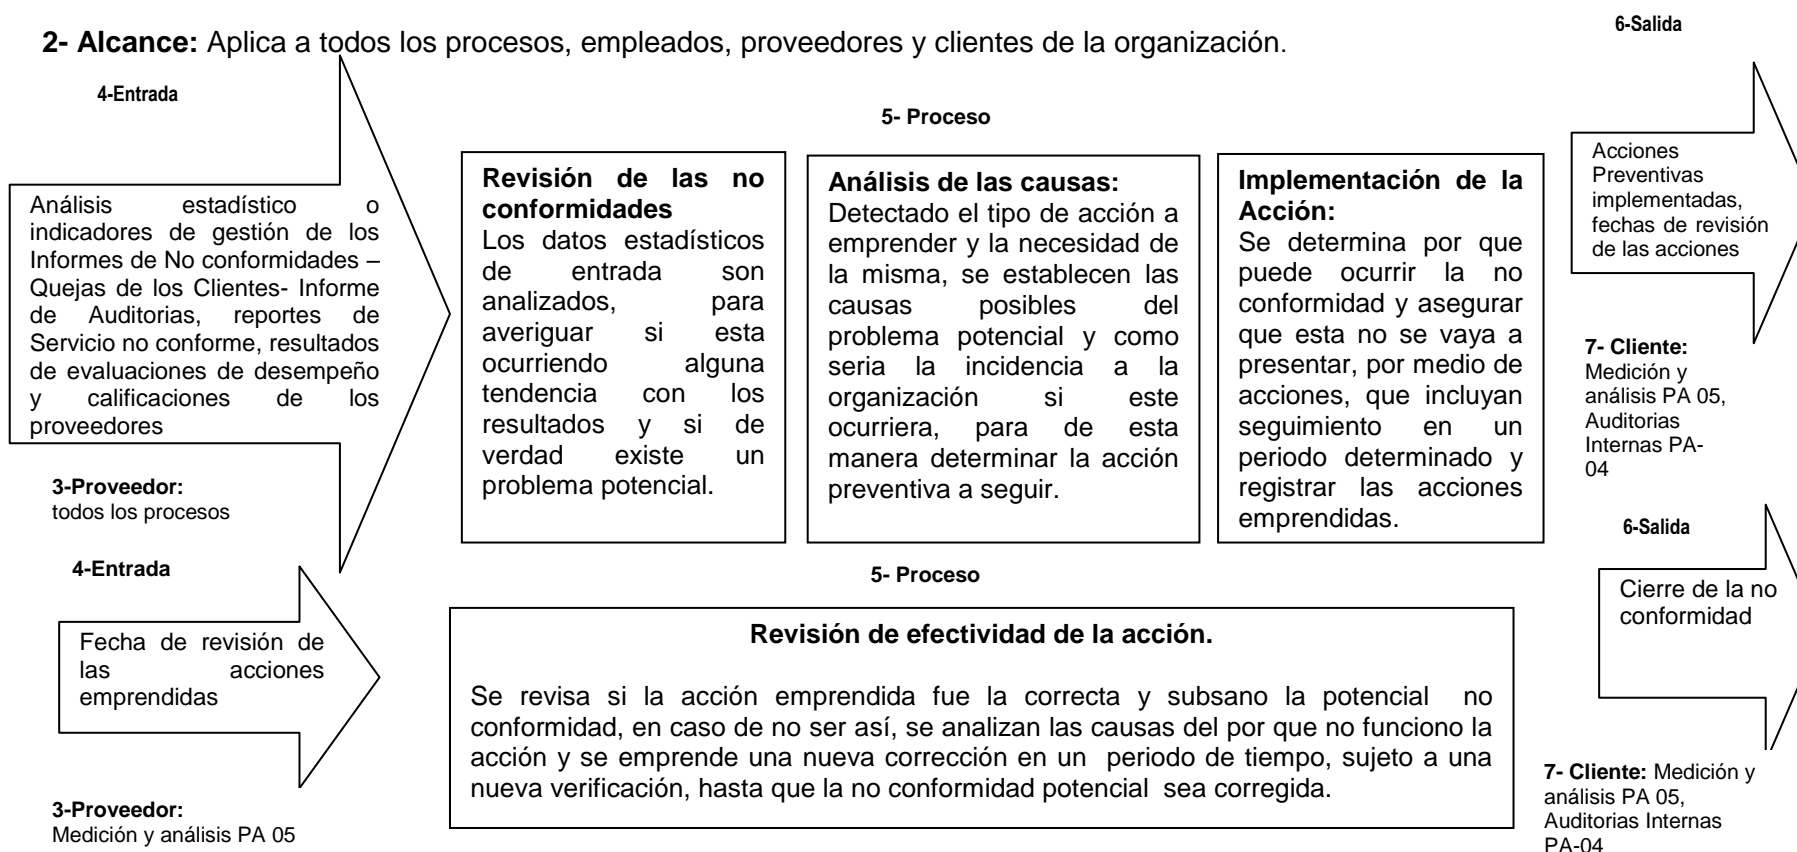 2- Alcance: Aplica a todos los procesos, empleados, proveedores y clientes de la organización.
4-Entrada
Análisis estadístico o
indicadores de gestión de los
Informes de No conformidades –
Quejas de los Clientes- Informe
de Auditorias, reportes de
Servicio no conforme, resultados
de evaluaciones de desempeño
y calificaciones de los
proveedores
3-Proveedor:
todos los procesos
5- Proceso
Revisión de las no
conformidades
Los datos estadísticos
de entrada son
analizados, para
averiguar si esta
ocurriendo alguna
tendencia con los
resultados y si de
verdad existe un
problema potencial.
Análisis de las causas:
Detectado el tipo de acción a
emprender y la necesidad de
la misma, se establecen las
causas posibles del
problema potencial y como
seria la incidencia a la
organización si este
ocurriera, para de esta
manera determinar la acción
preventiva a seguir.
Implementación de la
Acción:
Se determina por que
puede ocurrir la no
conformidad y asegurar
que esta no se vaya a
presentar, por medio de
acciones, que incluyan
seguimiento en un
periodo determinado y
registrar las acciones
emprendidas.
6-Salida
Acciones
Preventivas
implementadas,
fechas de revisión
de las acciones
7- Cliente:
Medición y
análisis PA 05,
Auditorias
Internas PA-
04
4-Entrada
Fecha de revisión de
las acciones
emprendidas
3-Proveedor:
Medición y análisis PA 05
5- Proceso
Revisión de efectividad de la acción.
Se revisa si la acción emprendida fue la correcta y subsano la potencial no
conformidad, en caso de no ser así, se analizan las causas del por que no funciono la
acción y se emprende una nueva corrección en un periodo de tiempo, sujeto a una
nueva verificación, hasta que la no conformidad potencial sea corregida.
6-Salida
Cierre de la no
conformidad
7- Cliente: Medición y
análisis PA 05,
Auditorias Internas
PA-04